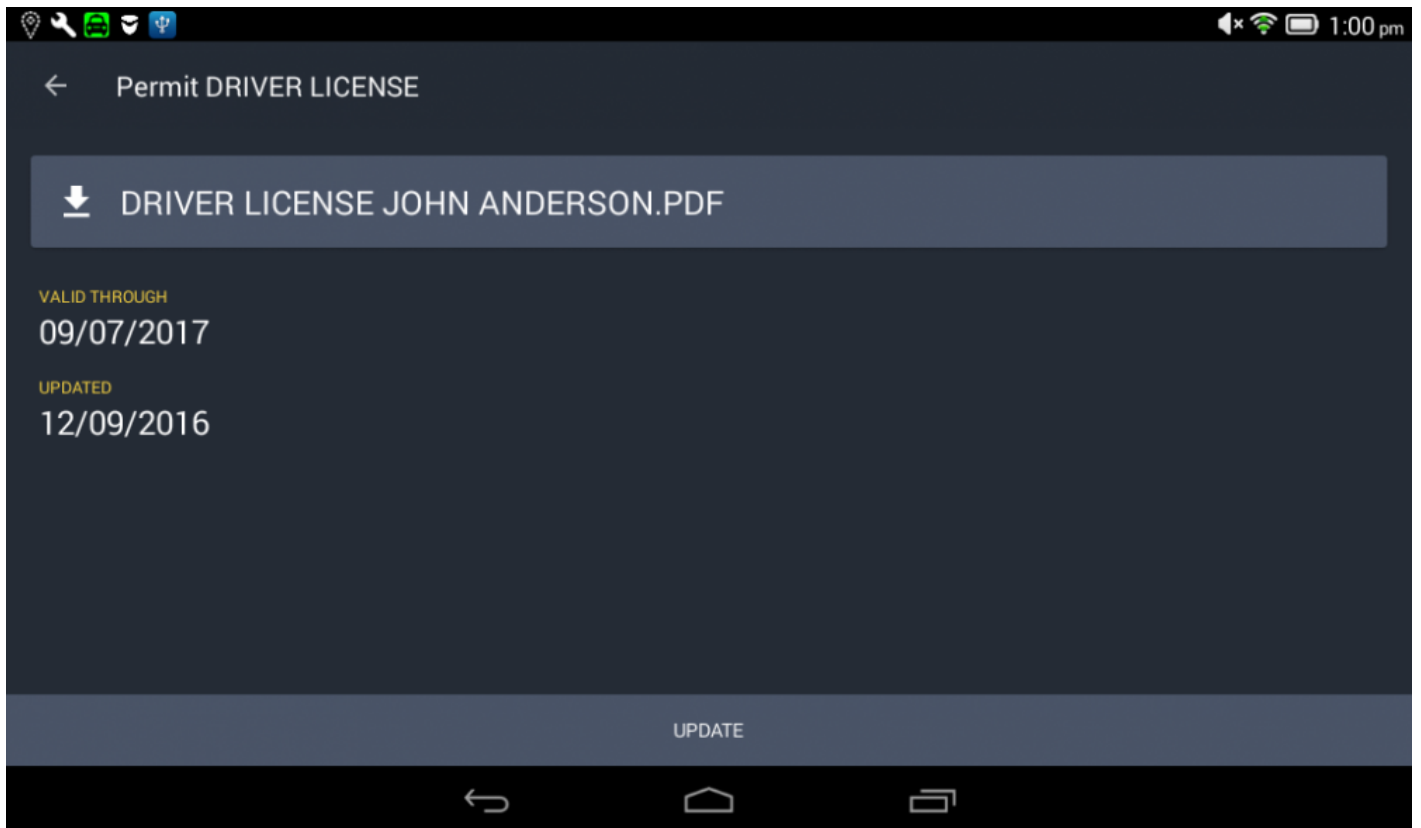 1:00 pm
Permit DRIVER LICENSE
DRIVER LICENSE JOHN ANDERSON.PDF
VALID THROUGH
09/07/2017
UPDATED
12/09/2016
UPDATE